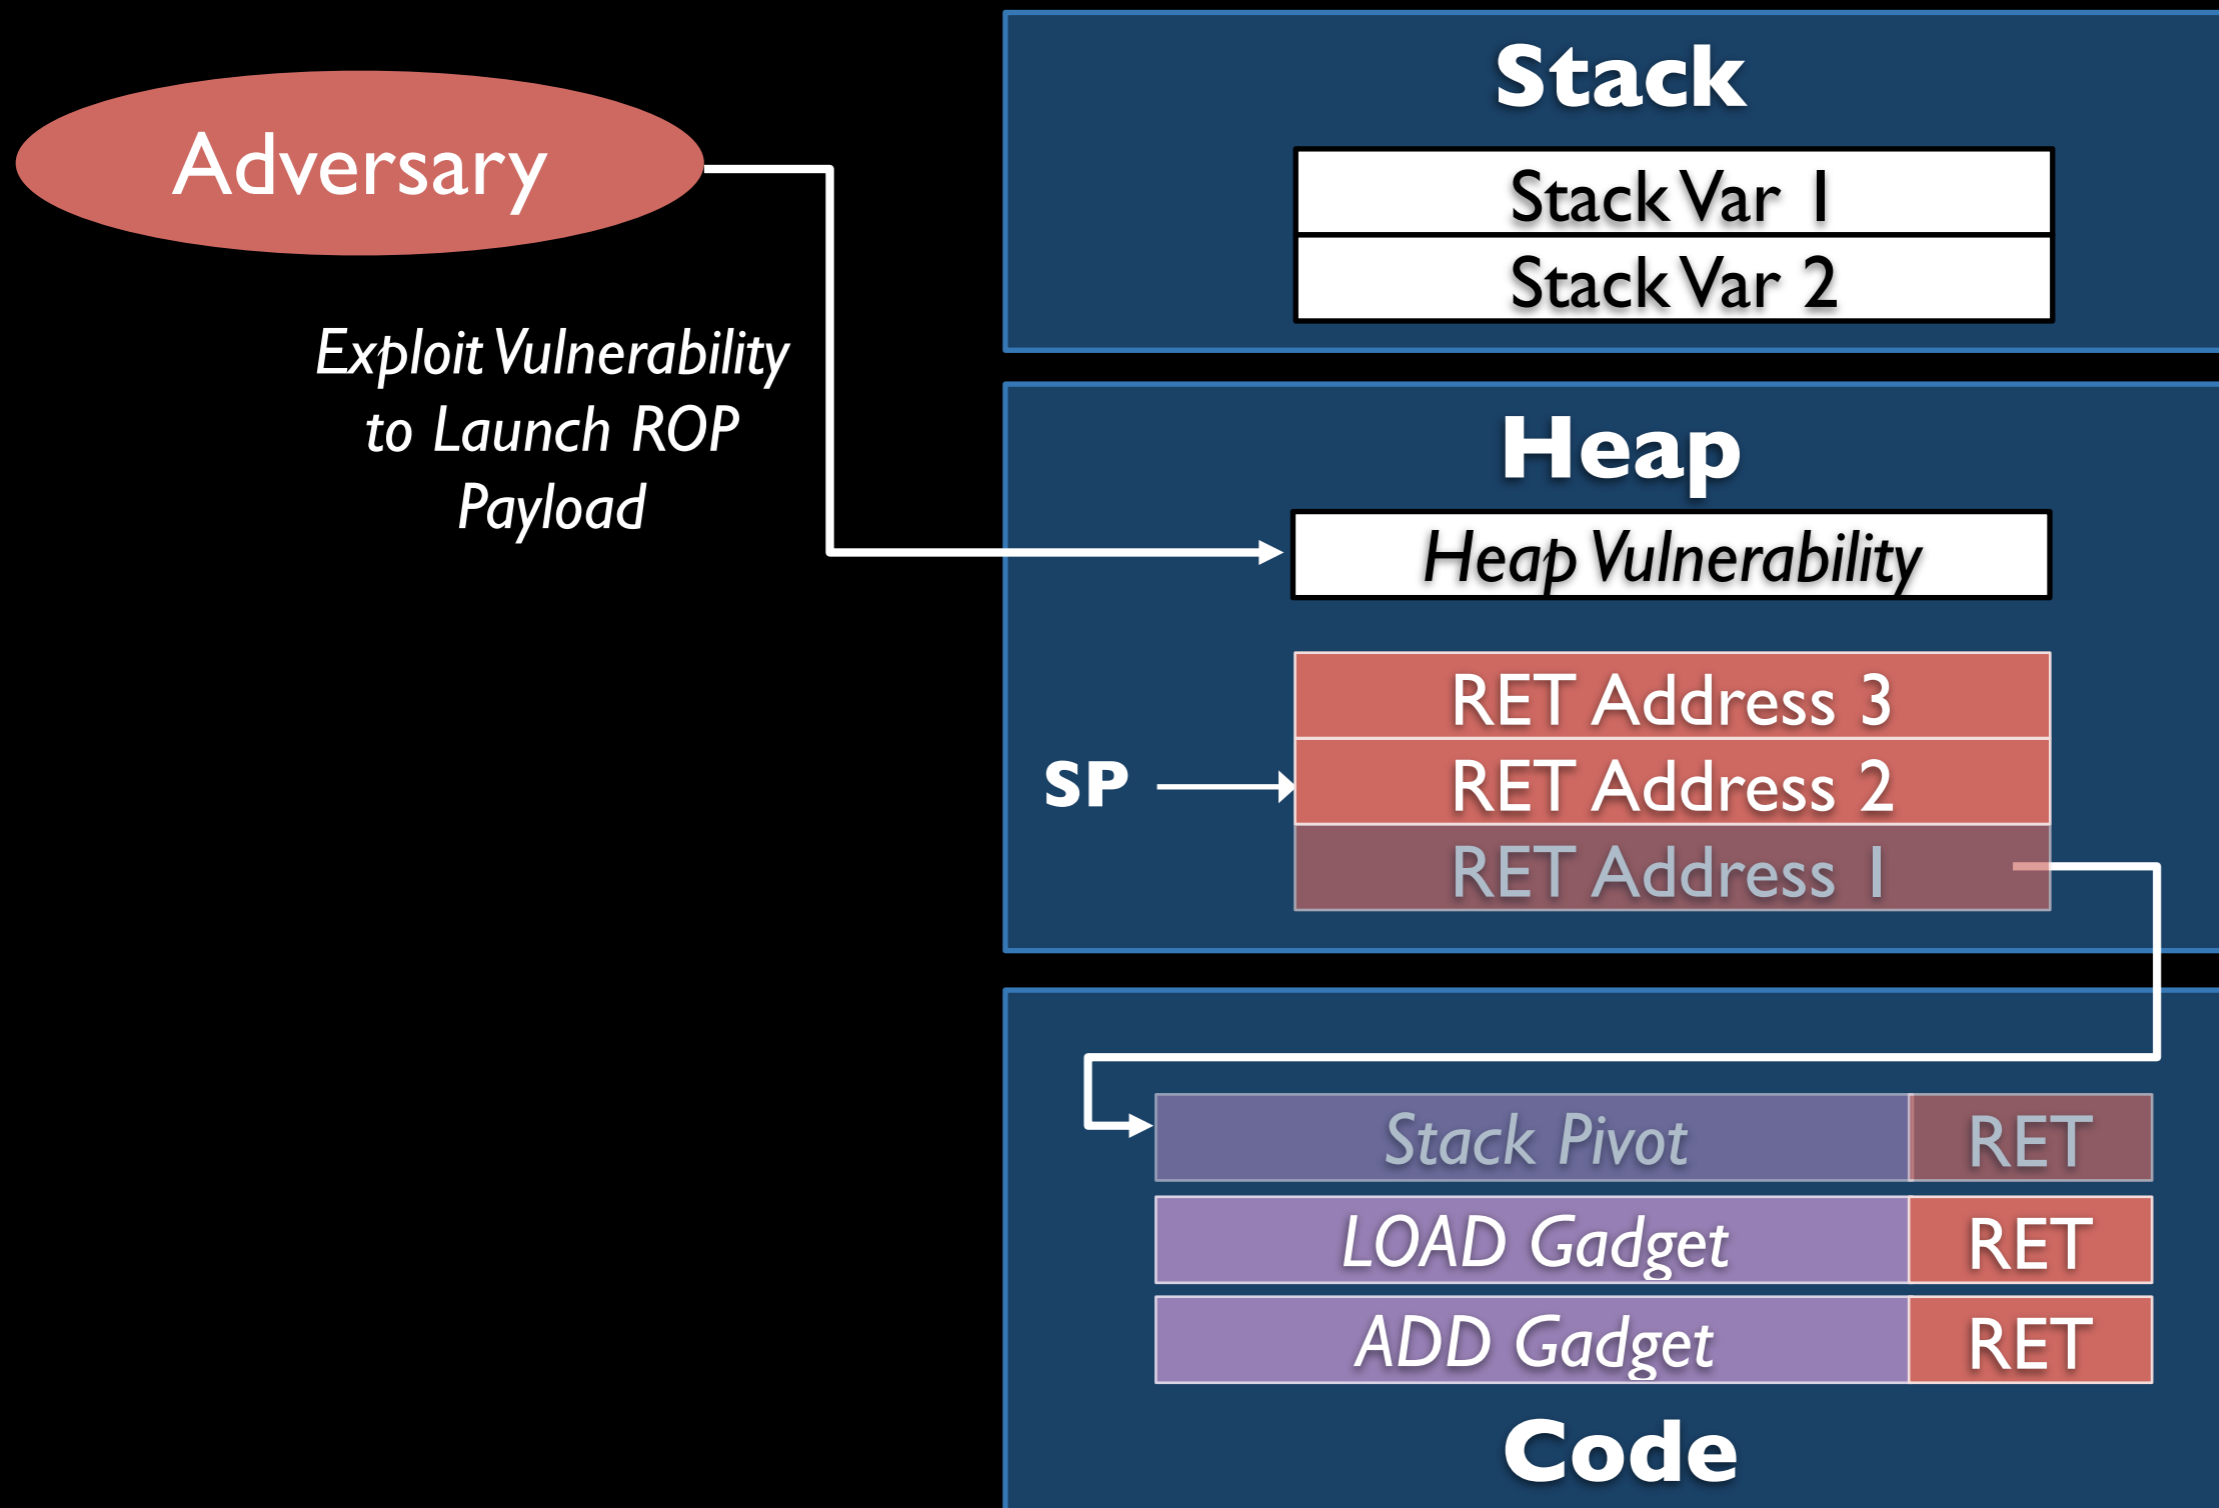 Adversary
Exploit Vulnerability
to Launch ROP
Payload
Stack
Stack Var 1
Stack Var 2
Heap
Heap Vulnerability
RET Address 3
SP
RET Address 2
RET Address 1
Stack Pivot RET
LOAD Gadget RET
ADD Gadget RET
Code